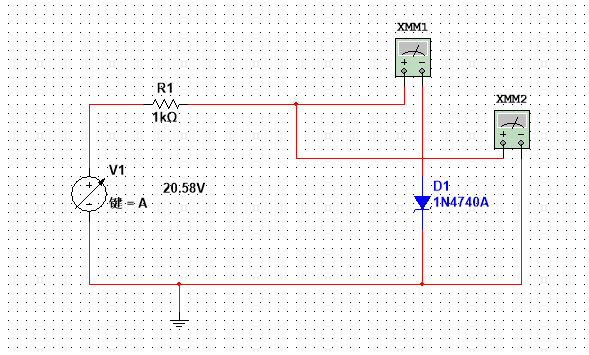 XMM1
XMM2
R1
1kΩ
V1
20.58V
键 = A
D1
1N4740A